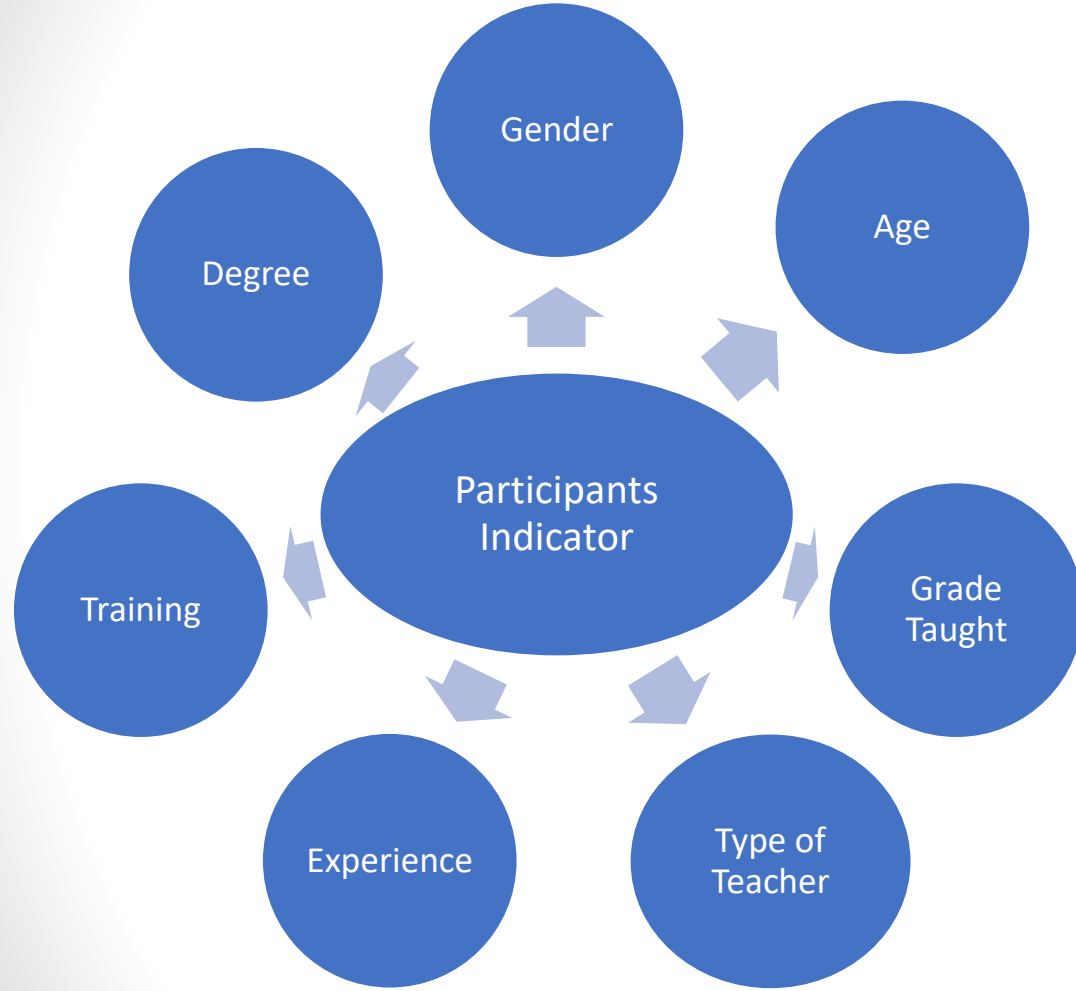 Gender
Age
Degree
Participants
Indicator
Grade
Taught
Training
Type of
Teacher
Experience